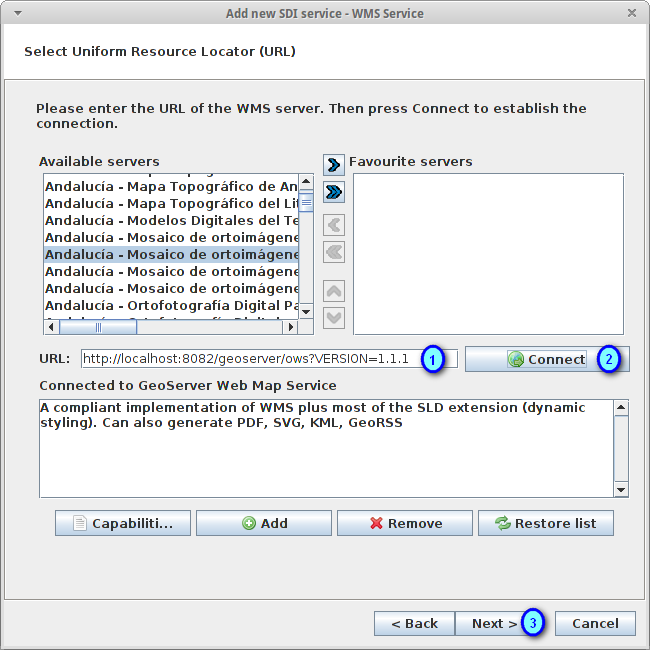 Add new SDI service - WMS Service
Select Uniform Resource Locator (URL)
Please enter the URL of the WMS server. Then press Connect to establish the
connection.
Available servers
Favourite servers
Andalucía - Mapa Topográfico de An
Andalucía - Mapa Topográfico del Lit
Andalucía - Modelos Digitales del Te
Andalucía - Mosaico de ortoimágene
Andalucía - Mosaico de ortoimágene
Andalucía - Mosaico de ortoimágene
Andalucía - Mosaico de ortoimágene
Andalucía - Ortofotografía Digital Pa
URL: http://localhost:8082/geoserver/ows?VERSION=1.1.1 1 Connect 2
Connected to GeoServer Web Map Service
A compliant implementation of WMS plus most of the SLD extension (dynamic
styling). Can also generate PDF, SVG, KML, GeoRSS
Capabiliti... Add Remove Restore list
< Back Next > 3 Cancel